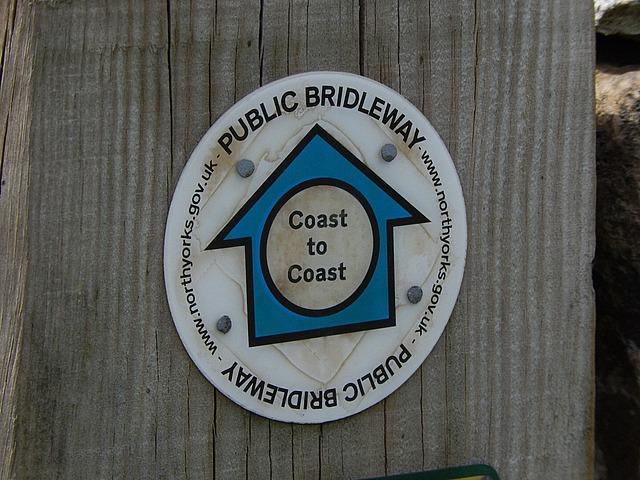 PUBLIC BRIDLEWAY
- www.northyorks.gov.uk -
PUBLIC BRIDLEWAY
- www.northyorks.gov.uk -
Coast
to
Coast